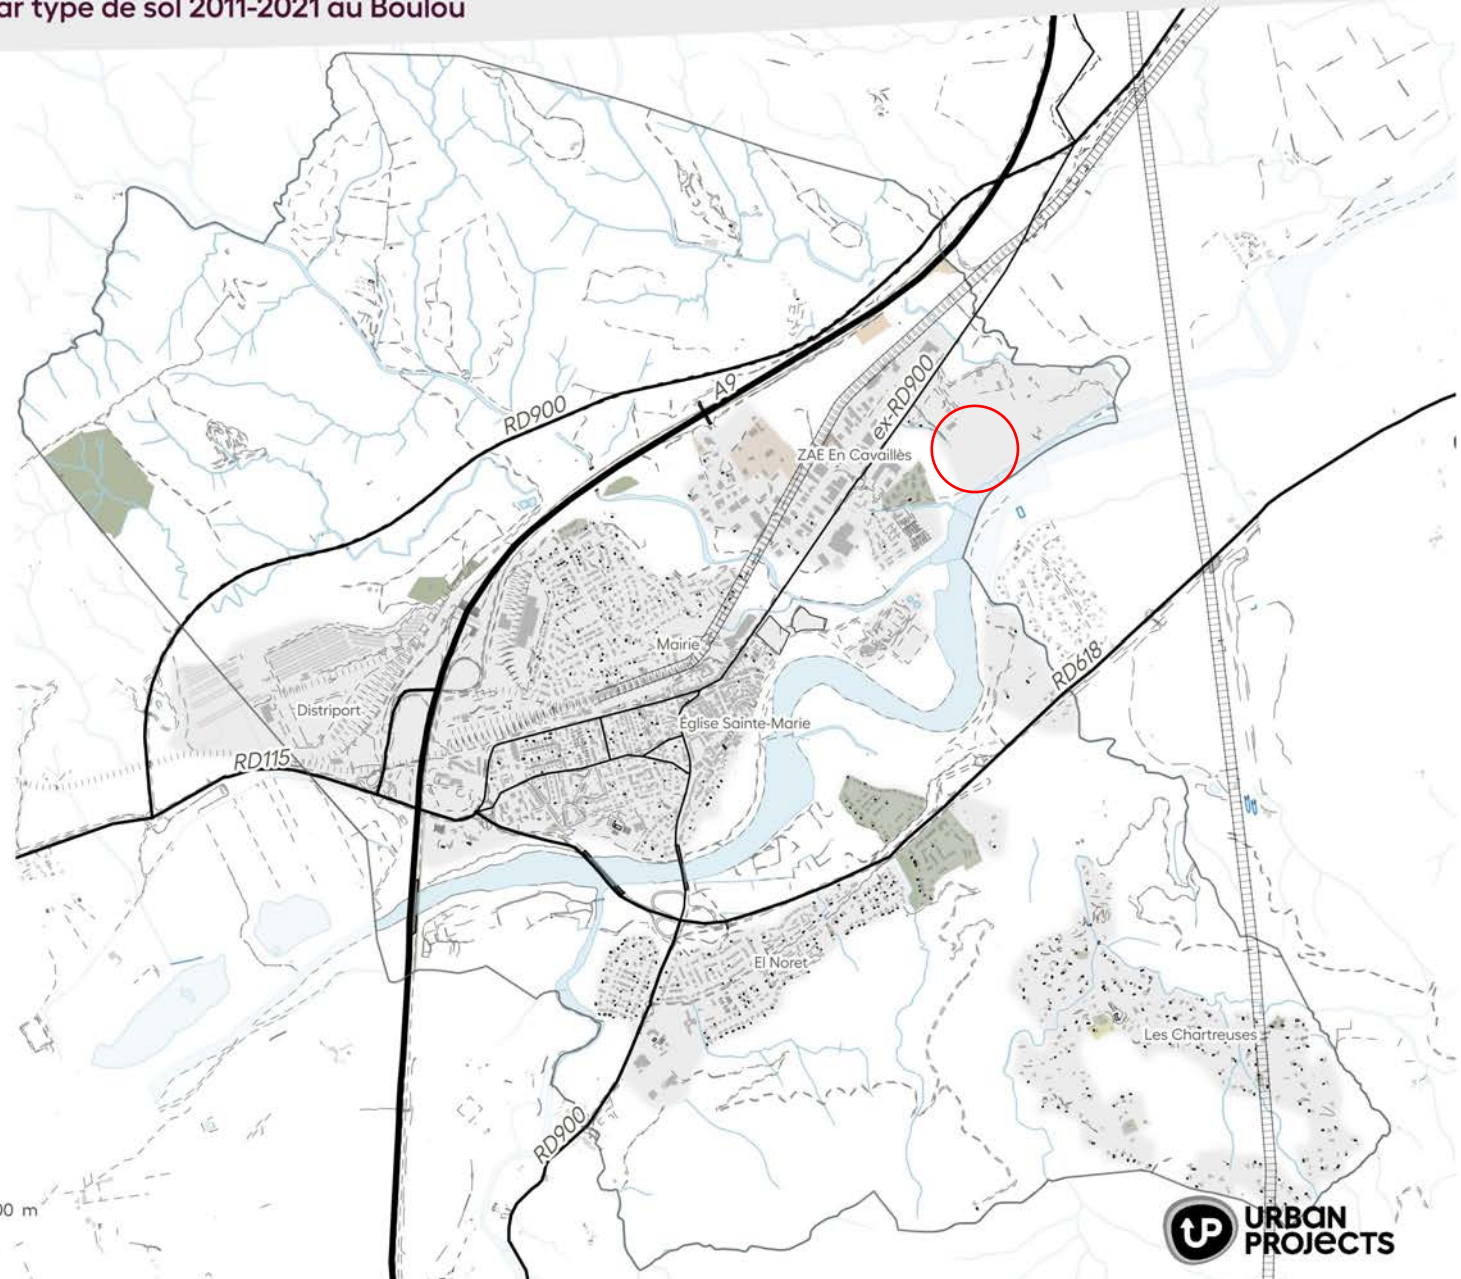 ar type de sol 2011-2021 au Boulou
A9
RD900
ex-RD900
ZAE En Cavaillès
Mairie
RD618
Distriport
Église Sainte-Marie
RD115
El Noret
Les Chartreuses
RD900
00 m
UP
URBAN
PROJECTS